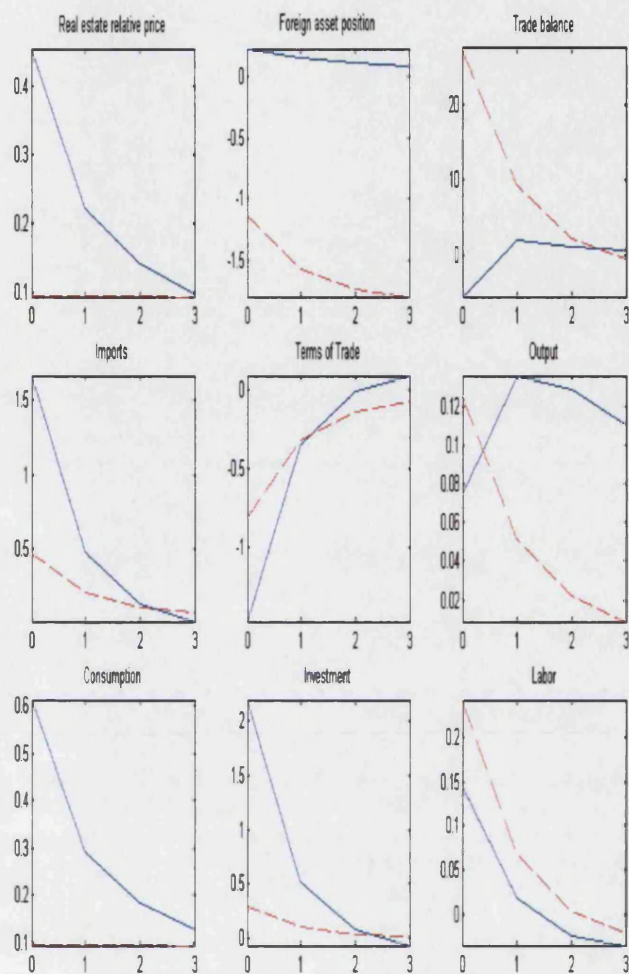 Real estate relative price
0.4
0.3
0.2
0.1
0 1 2 3
Foreign asset position
0
-0.5
-1
-1.5
0 1 2 3
Trade balance
20
10
0
0 1 2 3
Imports
1.5
1
0.5
0 1 2 3
Terms of Trade
0
-0.5
-1
0 1 2 3
Output
0.12
0.1
0.08
0.06
0.04
0.02
0 1 2 3
Consumption
0.6
0.5
0.4
0.3
0.2
0.1
0 1 2 3
Investment
2
1.5
1
0.5
0
0 1 2 3
Labor
0.2
0.15
0.1
0.05
0
0 1 2 3